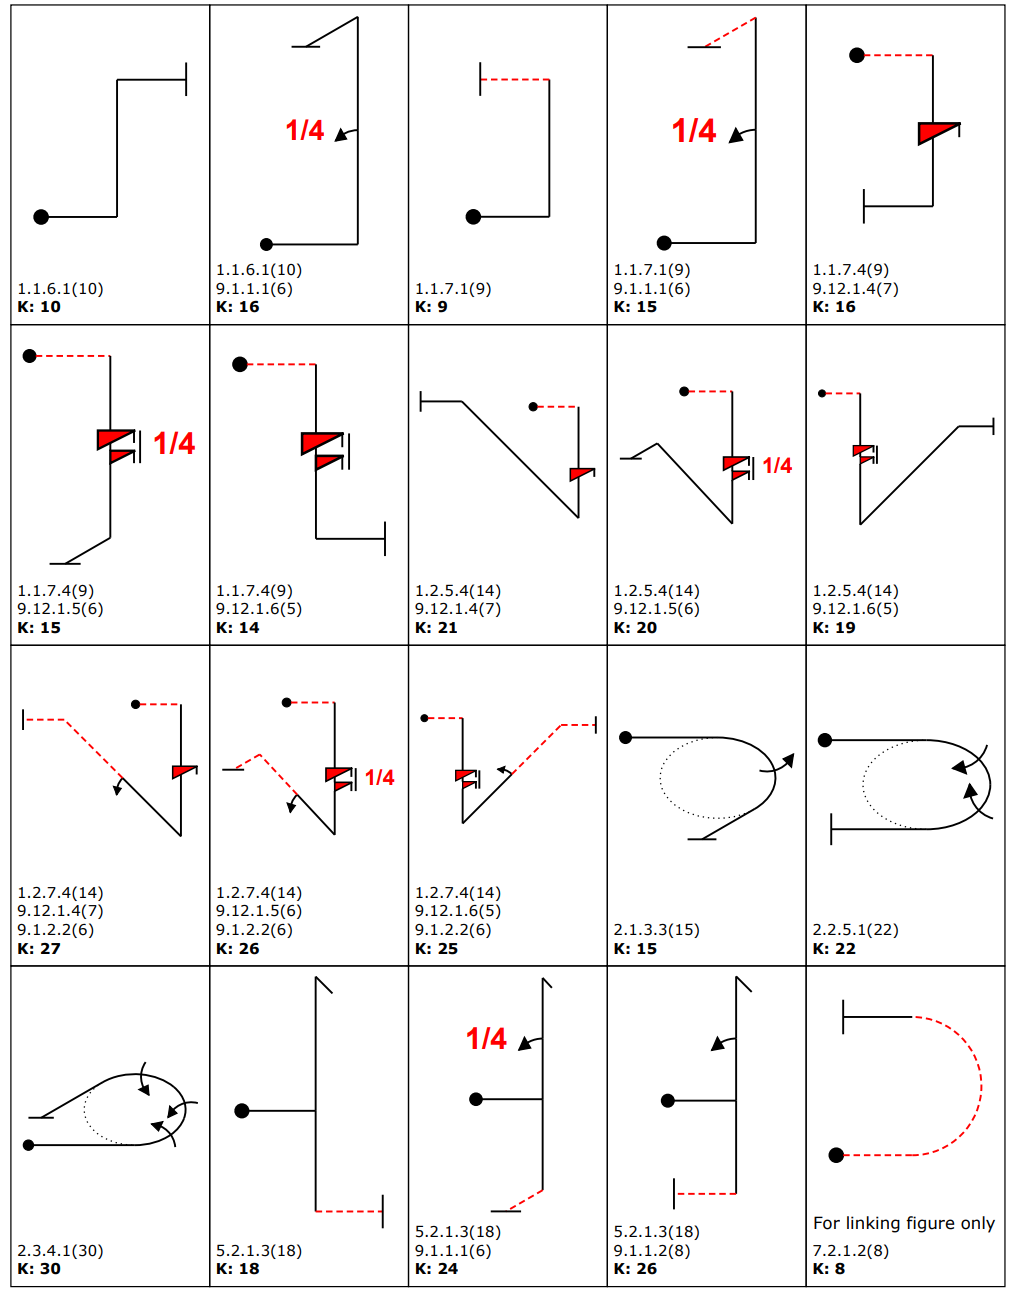 1.1.6.1(10)
K: 10
1/4
1.1.6.1(10)
9.1.1.1(6)
K: 16
1.1.7.1(9)
K: 9
1/4
1.1.7.1(9)
9.1.1.1(6)
K: 15
1.1.7.4(9)
9.12.1.4(7)
K: 16
1/4
1.1.7.4(9)
9.12.1.5(6)
K: 15
1.1.7.4(9)
9.12.1.6(5)
K: 14
1.2.5.4(14)
9.12.1.4(7)
K: 21
1/4
1.2.5.4(14)
9.12.1.5(6)
K: 20
1.2.5.4(14)
9.12.1.6(5)
K: 19
1.2.7.4(14)
9.12.1.4(7)
9.1.2.2(6)
K: 27
1/4
1.2.7.4(14)
9.12.1.5(6)
9.1.2.2(6)
K: 26
1.2.7.4(14)
9.12.1.6(5)
9.1.2.2(6)
K: 25
2.1.3.3(15)
K: 15
2.2.5.1(22)
K: 22
2.3.4.1(30)
K: 30
5.2.1.3(18)
K: 18
1/4
5.2.1.3(18)
9.1.1.1(6)
K: 24
5.2.1.3(18)
9.1.1.2(8)
K: 26
For linking figure only
7.2.1.2(8)
K: 8